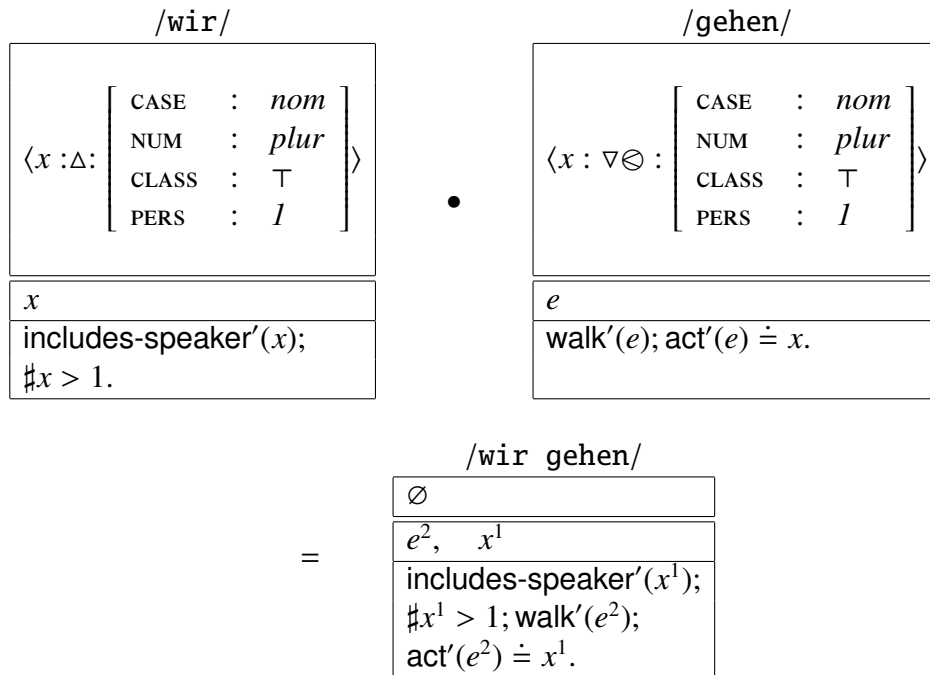 /wir/ /gehen/
⟨x :△: [ CASE : nom ]⟩ ⟨x : ▽⧀ : [ CASE : nom ]⟩
NUM : plur NUM : plur
CLASS : ⊤ CLASS : ⊤
PERS : 1 PERS : 1
•
x e
includes-speaker′(x); walk′(e); act′(e) ≐ x.
♯x > 1.
/wir gehen/
∅
= e², x¹
includes-speaker′(x¹);
♯x¹ > 1; walk′(e²);
act′(e²) ≐ x¹.